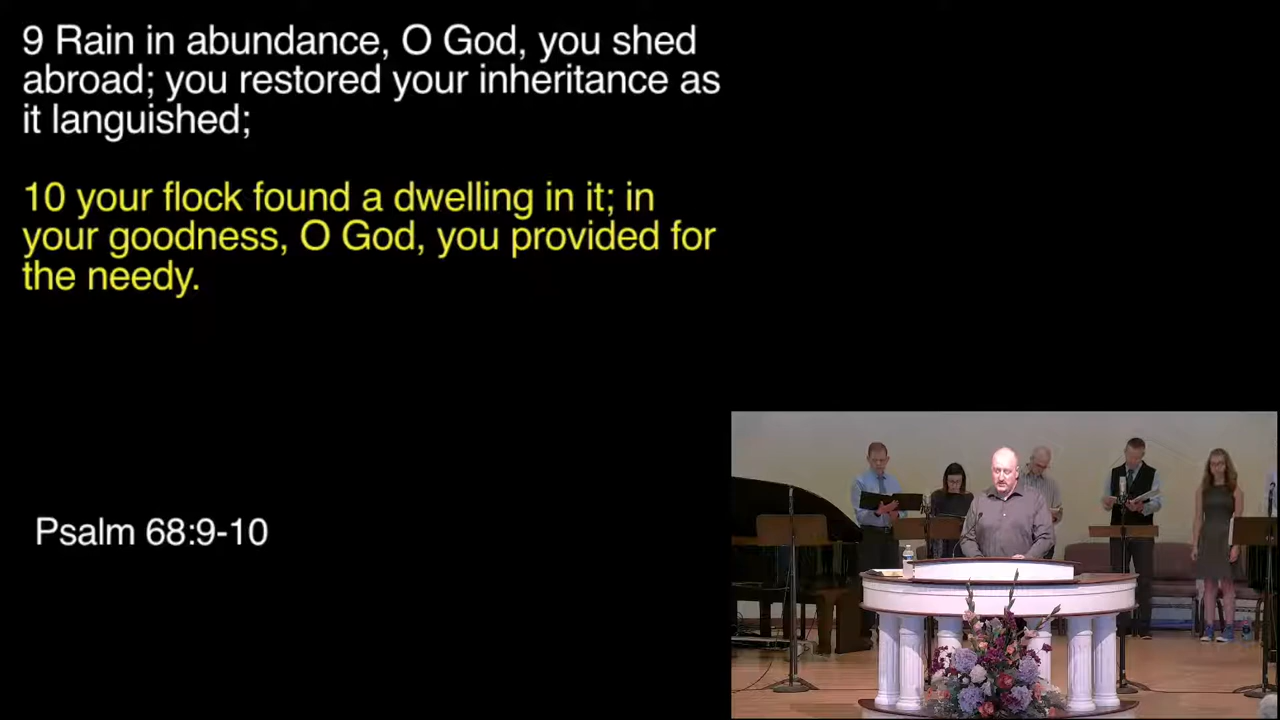 9 Rain in abundance, O God, you shed
abroad; you restored your inheritance as
it languished;
10 your flock found a dwelling in it; in
your goodness, O God, you provided for
the needy.
Psalm 68:9-10